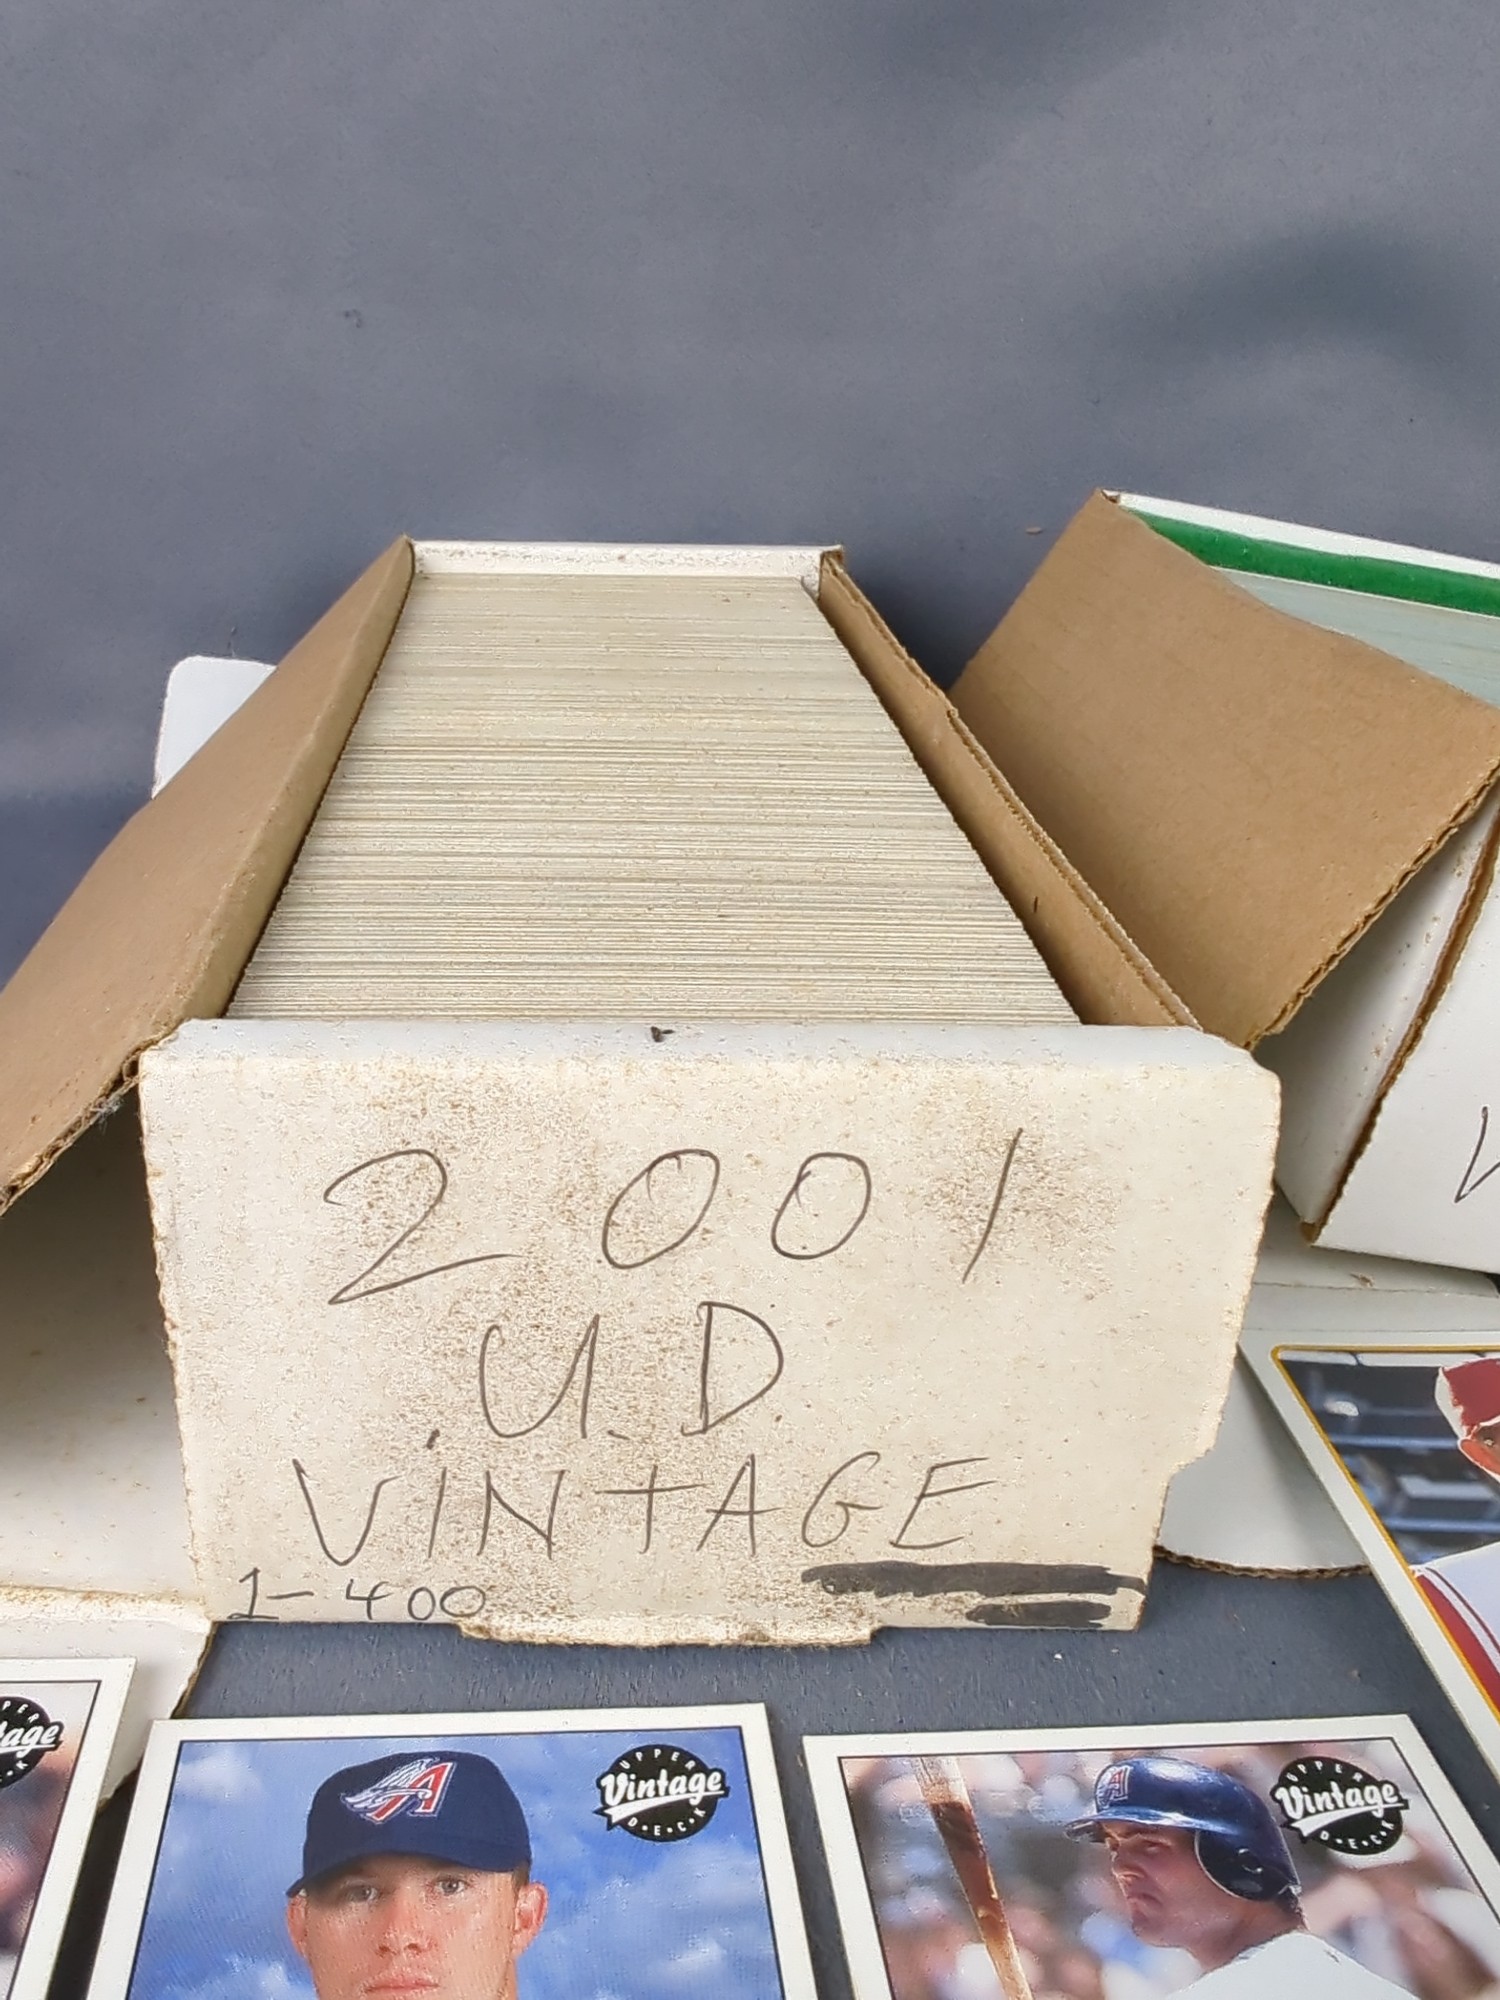 2001
U.D
VINTAGE
1-400
UPPER
Vintage
DECK
UPPER
Vintage
DECK